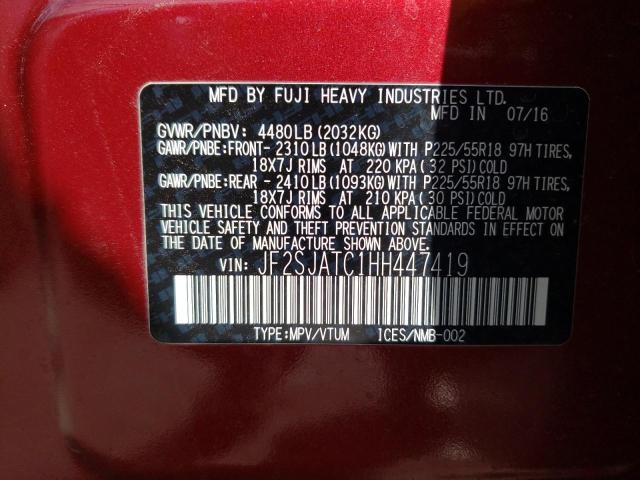 MFD BY FUJI HEAVY INDUSTRIES LTD.
MFD IN 07/16
GVWR/PNBV: 4480LB(2032KG)
GAWR/PNBE:FRONT- 2310LB(1048KG)WITH P225/55R18 97H TIRES,
18X7J RIMS AT 220 KPA(32 PSI)COLD
GAWR/PNBE:REAR - 2410LB(1093KG)WITH P225/55R18 97H TIRES,
18X7J RIMS AT 210 KPA(30 PSI)COLD
THIS VEHICLE CONFORMS TO ALL APPLICABLE FEDERAL MOTOR
VEHICLE SAFETY AND THEFT PREVENTION STANDARDS IN EFFECT
ON THE DATE OF MANUFACTURE SHOWN ABOVE.
VIN: JF2SJATC1HH447419
TYPE:MPV/VTUM ICES/NMB-002